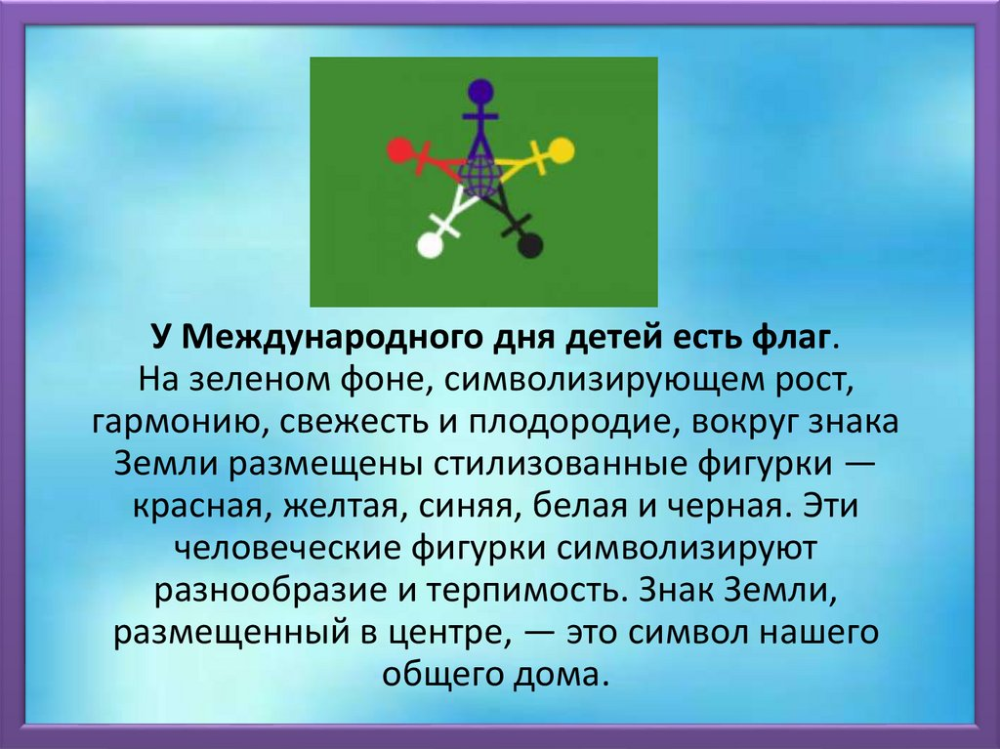 У Международного дня детей есть флаг.
На зеленом фоне, символизирующем рост,
гармонию, свежесть и плодородие, вокруг знака
Земли размещены стилизованные фигурки —
красная, желтая, синяя, белая и черная. Эти
человеческие фигурки символизируют
разнообразие и терпимость. Знак Земли,
размещенный в центре, — это символ нашего
общего дома.